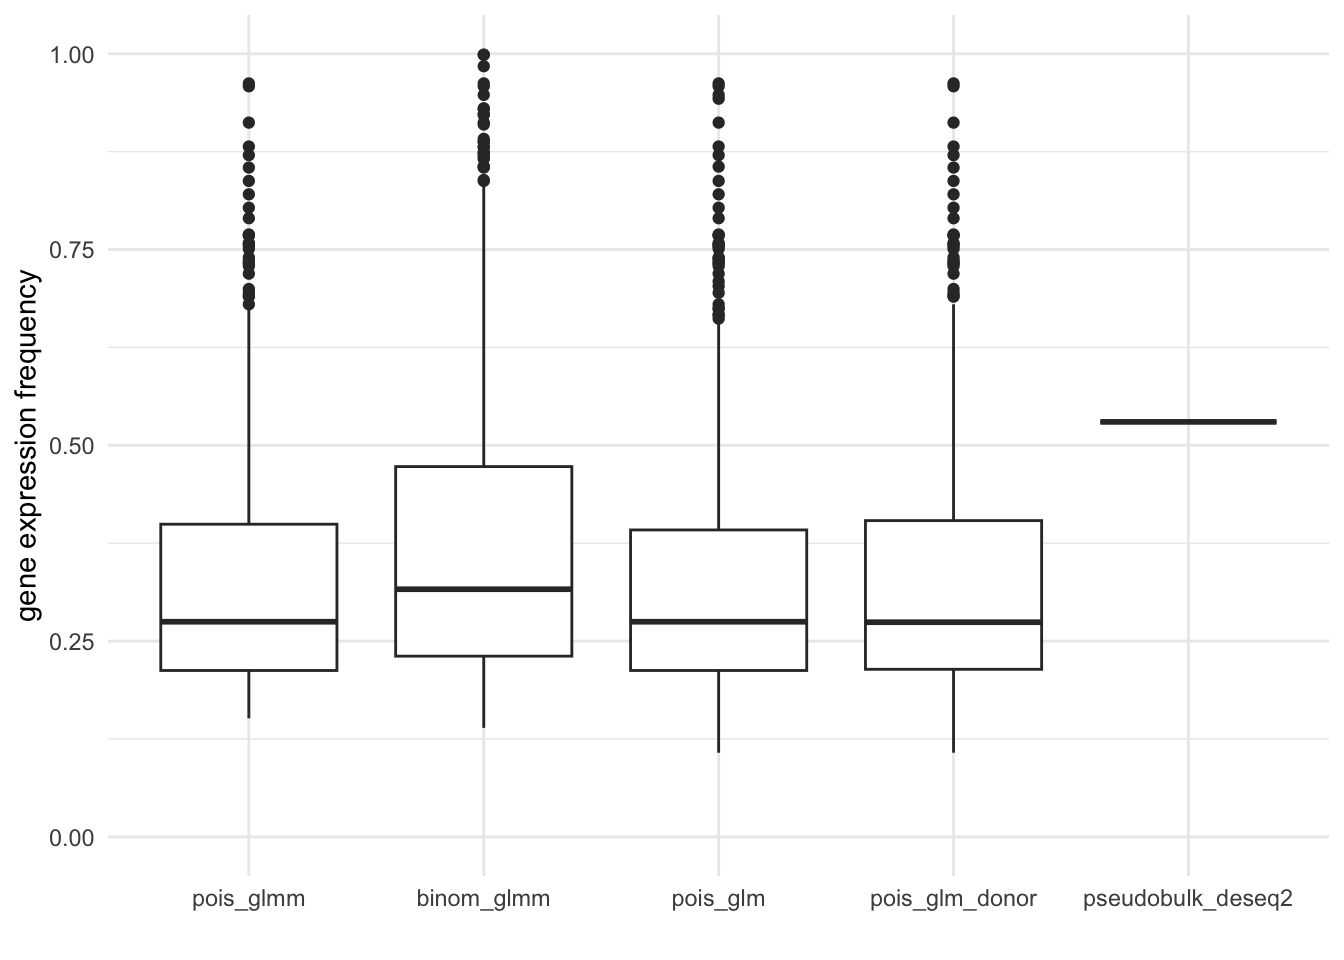 gene expression frequency
1.00
0.75
0.50
0.25
0.00
pois_glmm binom_glmm pois_glm pois_glm_donor pseudobulk_deseq2